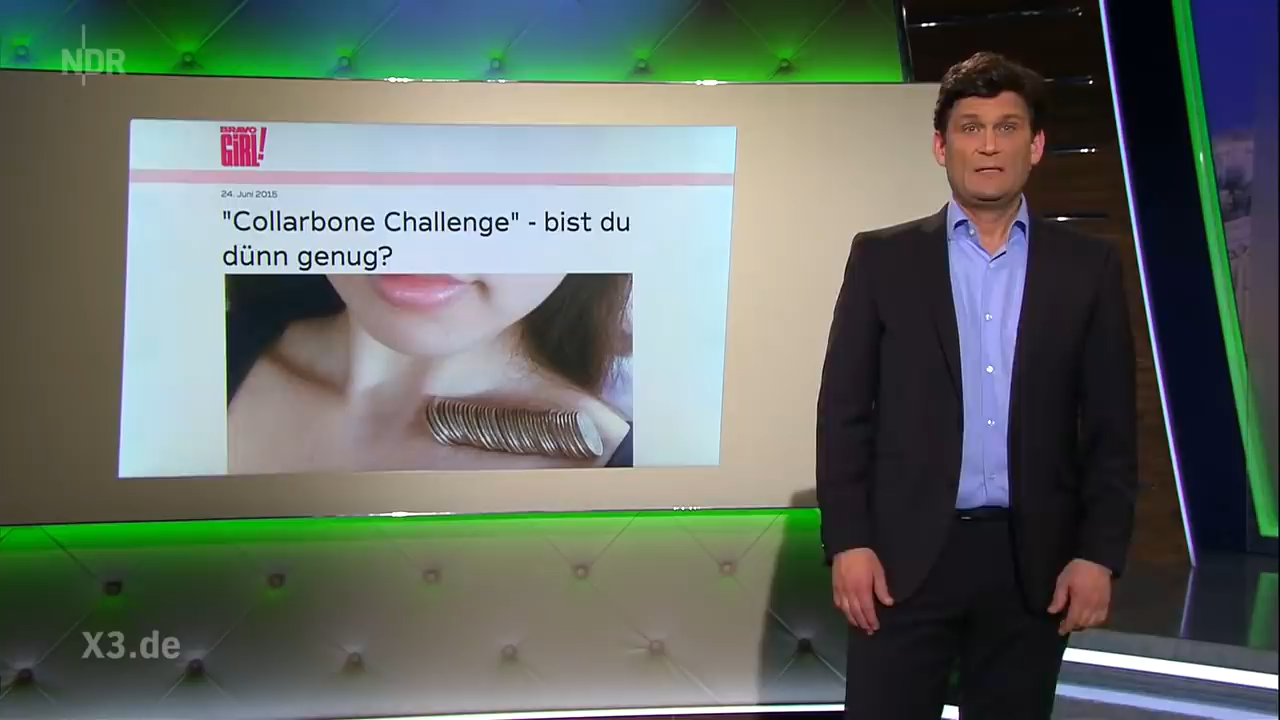 NDR
BRAVO
GiRL!
24. Juni 2015
"Collarbone Challenge" - bist du
dünn genug?
X3.de